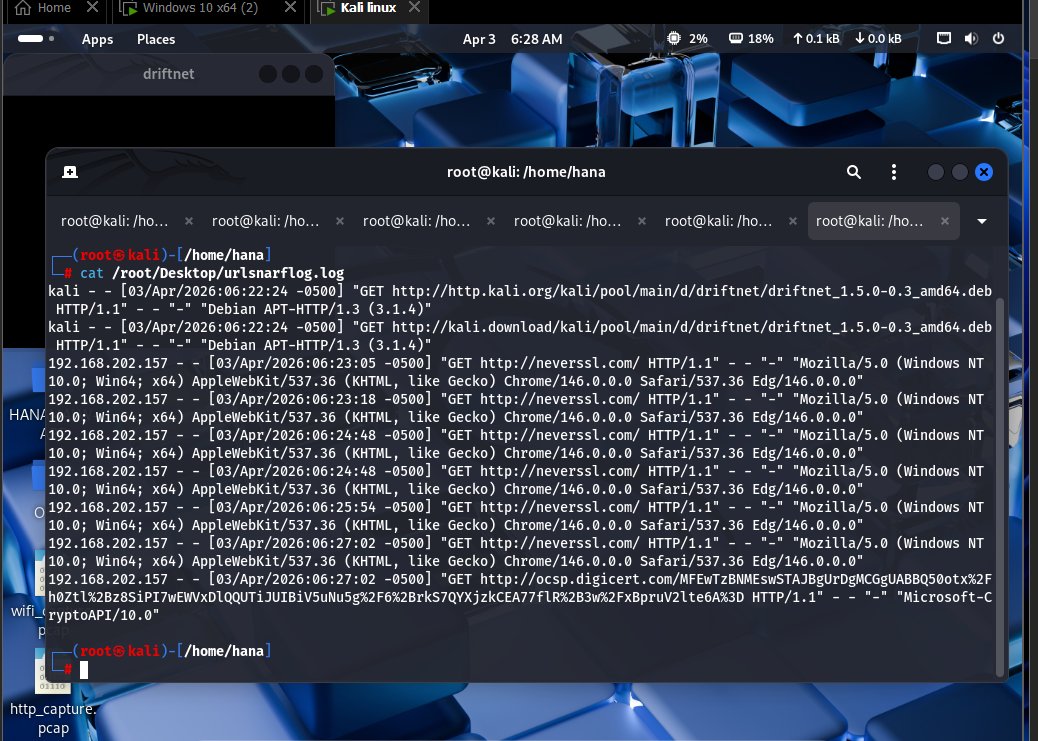 Home
Windows 10 x64 (2)
Kali linux
Apps Places Apr 3 6:28 AM 2% 18% 0.1 kB 0.0 kB
driftnet
root@kali: /home/hana
root@kali: /ho... root@kali: /ho... root@kali: /ho... root@kali: /ho... root@kali: /ho... root@kali: /ho...
(root㉿kali)-[/home/hana]
# cat /root/Desktop/urlsnarflog.log
kali - - [03/Apr/2026:06:22:24 -0500] "GET http://http.kali.org/kali/pool/main/d/driftnet/driftnet_1.5.0-0.3_amd64.deb
HTTP/1.1" - - "-" "Debian APT-HTTP/1.3 (3.1.4)"
kali - - [03/Apr/2026:06:22:24 -0500] "GET http://kali.download/kali/pool/main/d/driftnet/driftnet_1.5.0-0.3_amd64.deb
HTTP/1.1" - - "-" "Debian APT-HTTP/1.3 (3.1.4)"
192.168.202.157 - - [03/Apr/2026:06:23:05 -0500] "GET http://neverssl.com/ HTTP/1.1" - - "-" "Mozilla/5.0 (Windows NT
10.0; Win64; x64) AppleWebKit/537.36 (KHTML, like Gecko) Chrome/146.0.0.0 Safari/537.36 Edg/146.0.0.0"
192.168.202.157 - - [03/Apr/2026:06:23:18 -0500] "GET http://neverssl.com/ HTTP/1.1" - - "-" "Mozilla/5.0 (Windows NT
10.0; Win64; x64) AppleWebKit/537.36 (KHTML, like Gecko) Chrome/146.0.0.0 Safari/537.36 Edg/146.0.0.0"
192.168.202.157 - - [03/Apr/2026:06:24:48 -0500] "GET http://neverssl.com/ HTTP/1.1" - - "-" "Mozilla/5.0 (Windows NT
10.0; Win64; x64) AppleWebKit/537.36 (KHTML, like Gecko) Chrome/146.0.0.0 Safari/537.36 Edg/146.0.0.0"
192.168.202.157 - - [03/Apr/2026:06:24:48 -0500] "GET http://neverssl.com/ HTTP/1.1" - - "-" "Mozilla/5.0 (Windows NT
10.0; Win64; x64) AppleWebKit/537.36 (KHTML, like Gecko) Chrome/146.0.0.0 Safari/537.36 Edg/146.0.0.0"
192.168.202.157 - - [03/Apr/2026:06:25:54 -0500] "GET http://neverssl.com/ HTTP/1.1" - - "-" "Mozilla/5.0 (Windows NT
10.0; Win64; x64) AppleWebKit/537.36 (KHTML, like Gecko) Chrome/146.0.0.0 Safari/537.36 Edg/146.0.0.0"
192.168.202.157 - - [03/Apr/2026:06:27:02 -0500] "GET http://neverssl.com/ HTTP/1.1" - - "-" "Mozilla/5.0 (Windows NT
10.0; Win64; x64) AppleWebKit/537.36 (KHTML, like Gecko) Chrome/146.0.0.0 Safari/537.36 Edg/146.0.0.0"
192.168.202.157 - - [03/Apr/2026:06:27:02 -0500] "GET http://ocsp.digicert.com/MFEwTzBNMEswSTAJBgUrDgMCGgUABBQ50otx%2F
h0Ztl%2Bz8SiPI7wEWVxDlQQUTiJUIBiV5uNu5g%2F6%2BrkS7QYXjzkCEA77flR%2B3w%2FxBpruV2lte6A%3D HTTP/1.1" - - "-" "Microsoft-C
ryptoAPI/10.0"
(root㉿kali)-[/home/hana]
#
HANA
wifi_
pcap
http_capture.
pcap